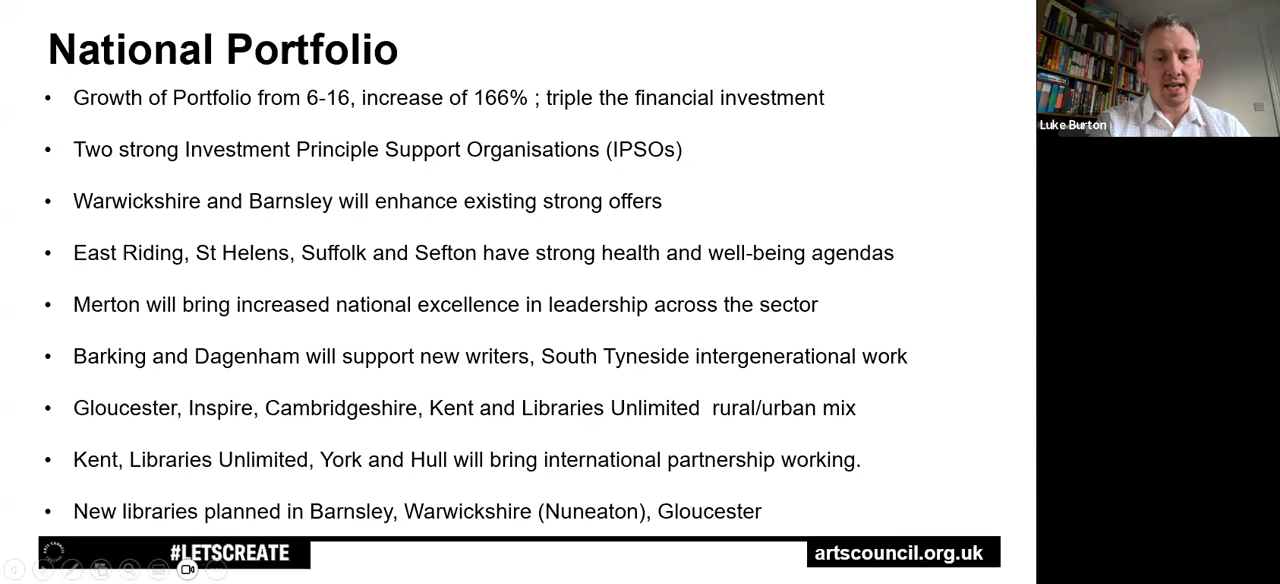 National Portfolio
• Growth of Portfolio from 6-16, increase of 166% ; triple the financial investment
• Two strong Investment Principle Support Organisations (IPSOs)
• Warwickshire and Barnsley will enhance existing strong offers
• East Riding, St Helens, Suffolk and Sefton have strong health and well-being agendas
• Merton will bring increased national excellence in leadership across the sector
• Barking and Dagenham will support new writers, South Tyneside intergenerational work
• Gloucester, Inspire, Cambridgeshire, Kent and Libraries Unlimited  rural/urban mix
• Kent, Libraries Unlimited, York and Hull will bring international partnership working.
• New libraries planned in Barnsley, Warwickshire (Nuneaton), Gloucester
#LETSCREATE
artscouncil.org.uk
Luke Burton